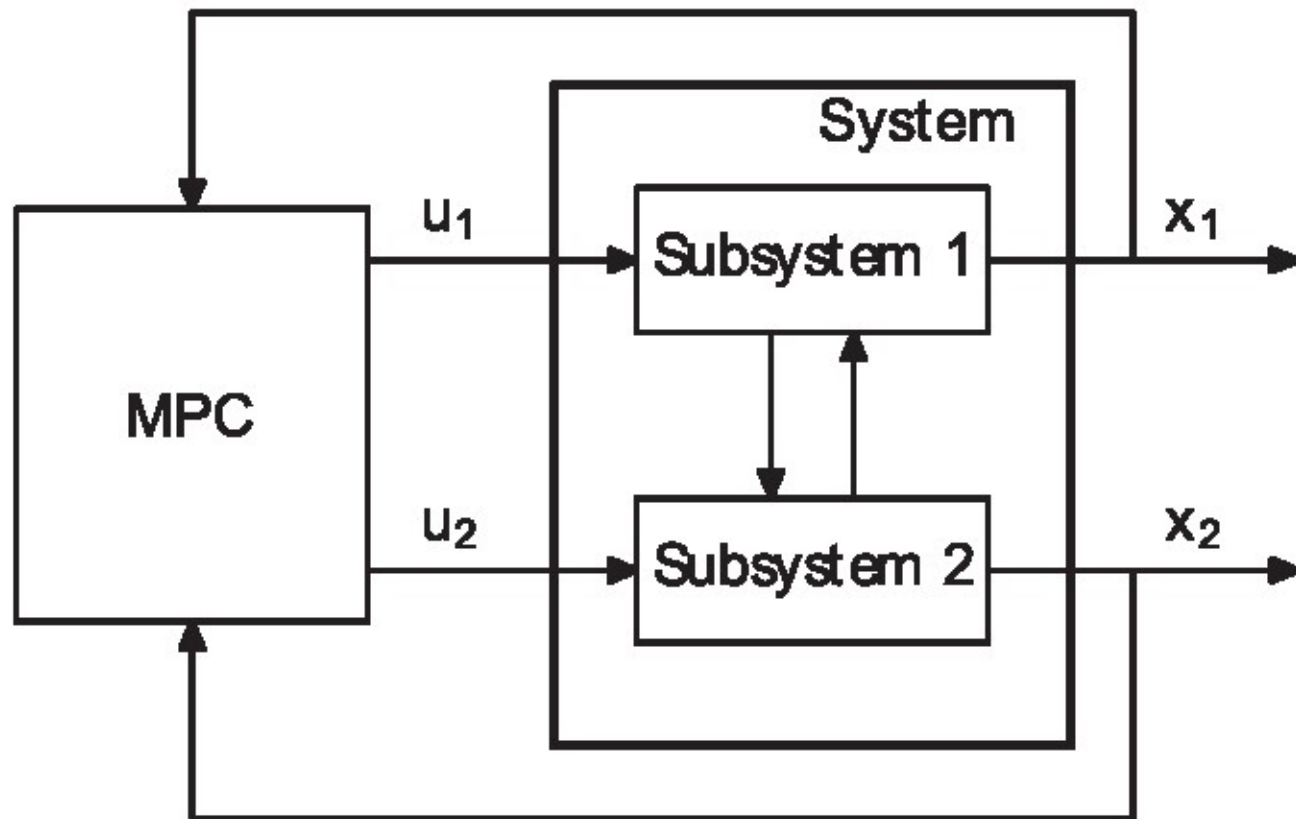 System
u₁
Subsystem 1
x₁
MPC
u₂
Subsystem 2
x₂